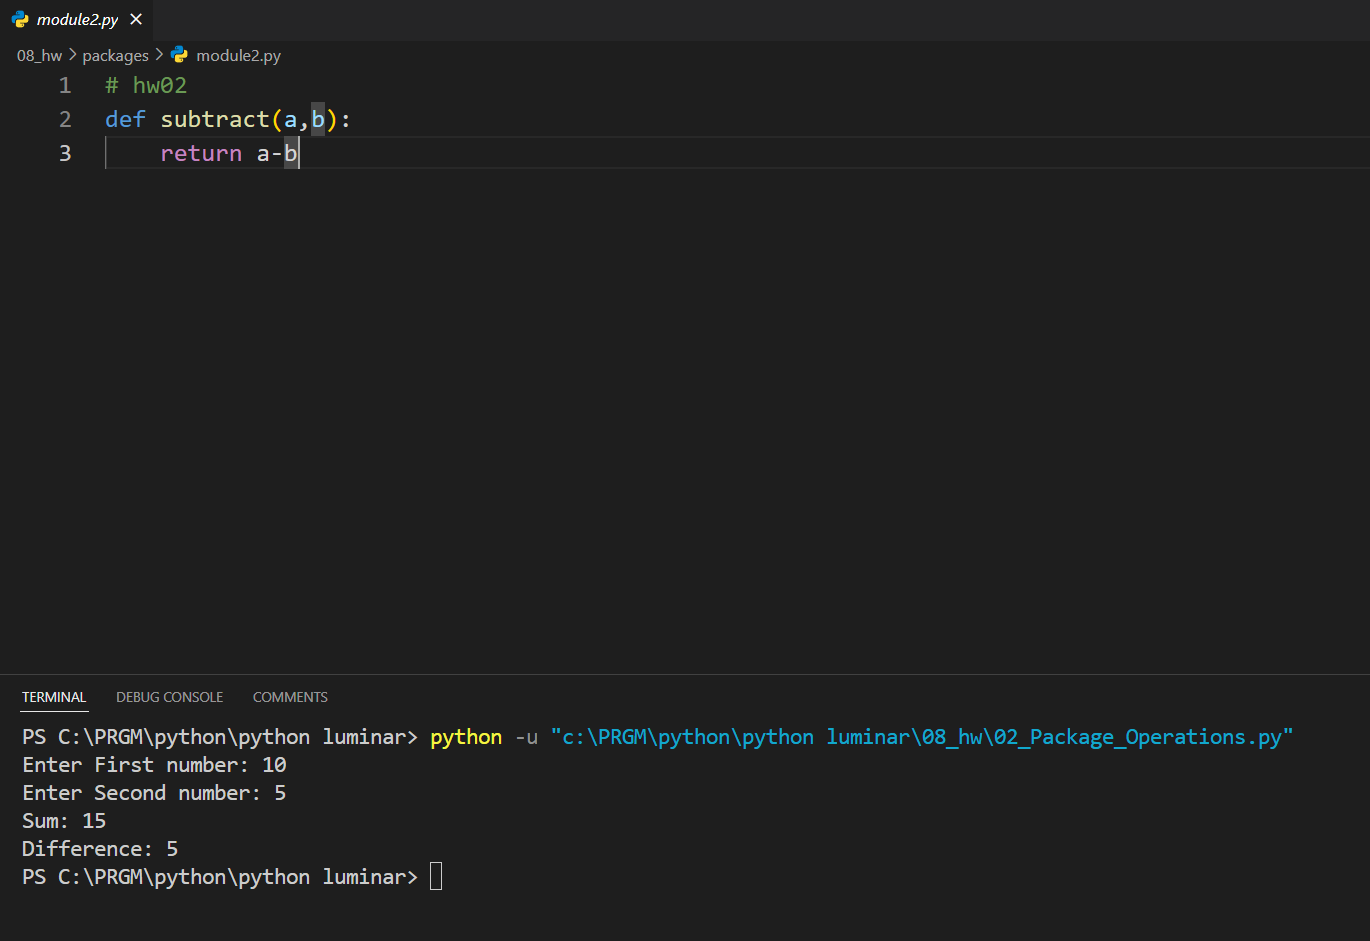 module2.py
08_hw > packages > module2.py
1 # hw02
2 def subtract(a,b):
3     return a-b
TERMINAL DEBUG CONSOLE COMMENTS
PS C:\PRGM\python\python luminar> python -u "c:\PRGM\python\python luminar\08_hw\02_Package_Operations.py"
Enter First number: 10
Enter Second number: 5
Sum: 15
Difference: 5
PS C:\PRGM\python\python luminar>